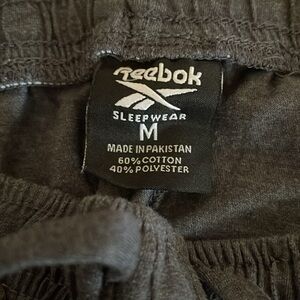 Reebok
SLEEPWEAR
M
MADE IN PAKISTAN
60% COTTON
40% POLYESTER